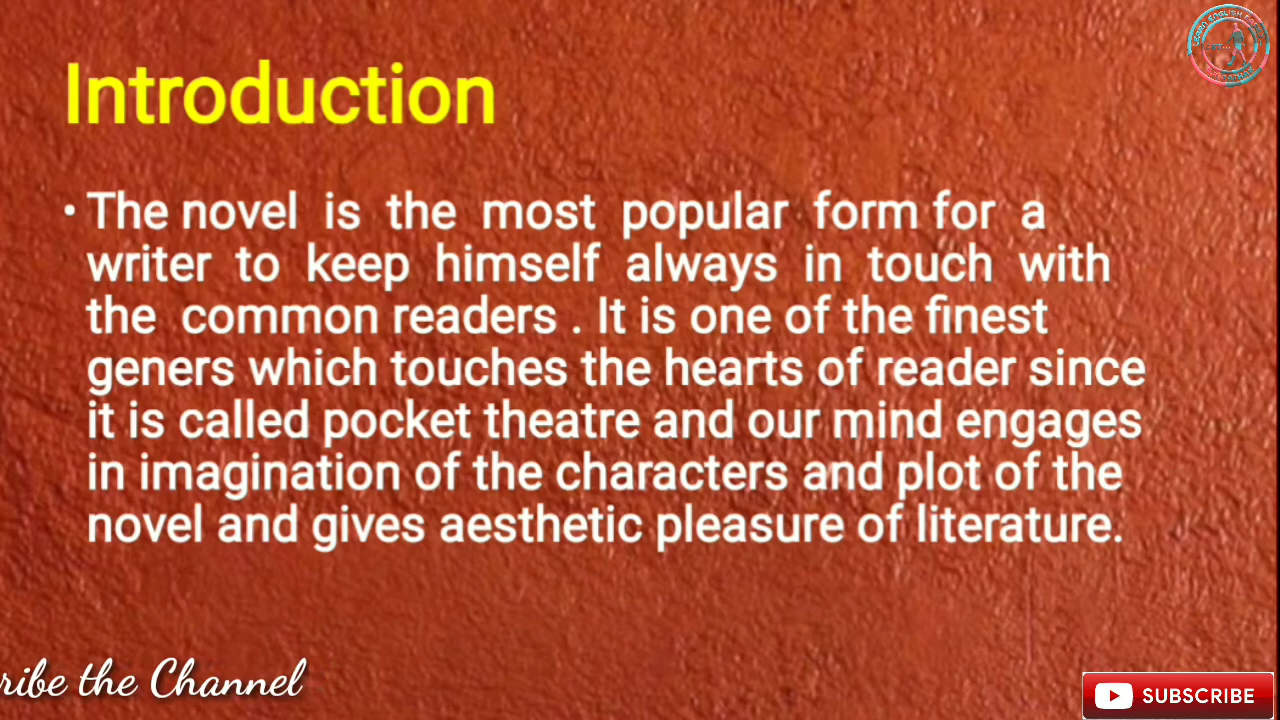 Introduction
• The novel is the most popular form for a
writer to keep himself always in touch with
the common readers . It is one of the finest
geners which touches the hearts of reader since
it is called pocket theatre and our mind engages
in imagination of the characters and plot of the
novel and gives aesthetic pleasure of literature.
ribe the Channel
SUBSCRIBE